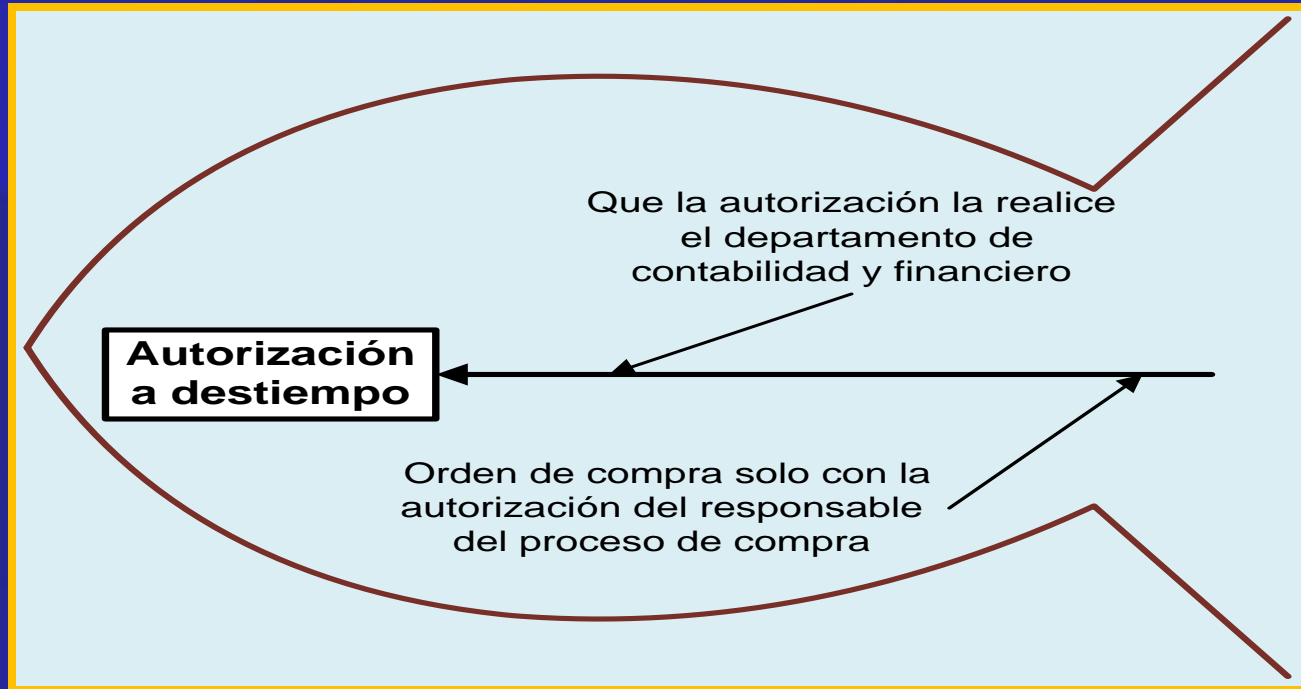 Que la autorización la realice
el departamento de
contabilidad y financiero
Autorización
a destiempo
Orden de compra solo con la
autorización del responsable
del proceso de compra